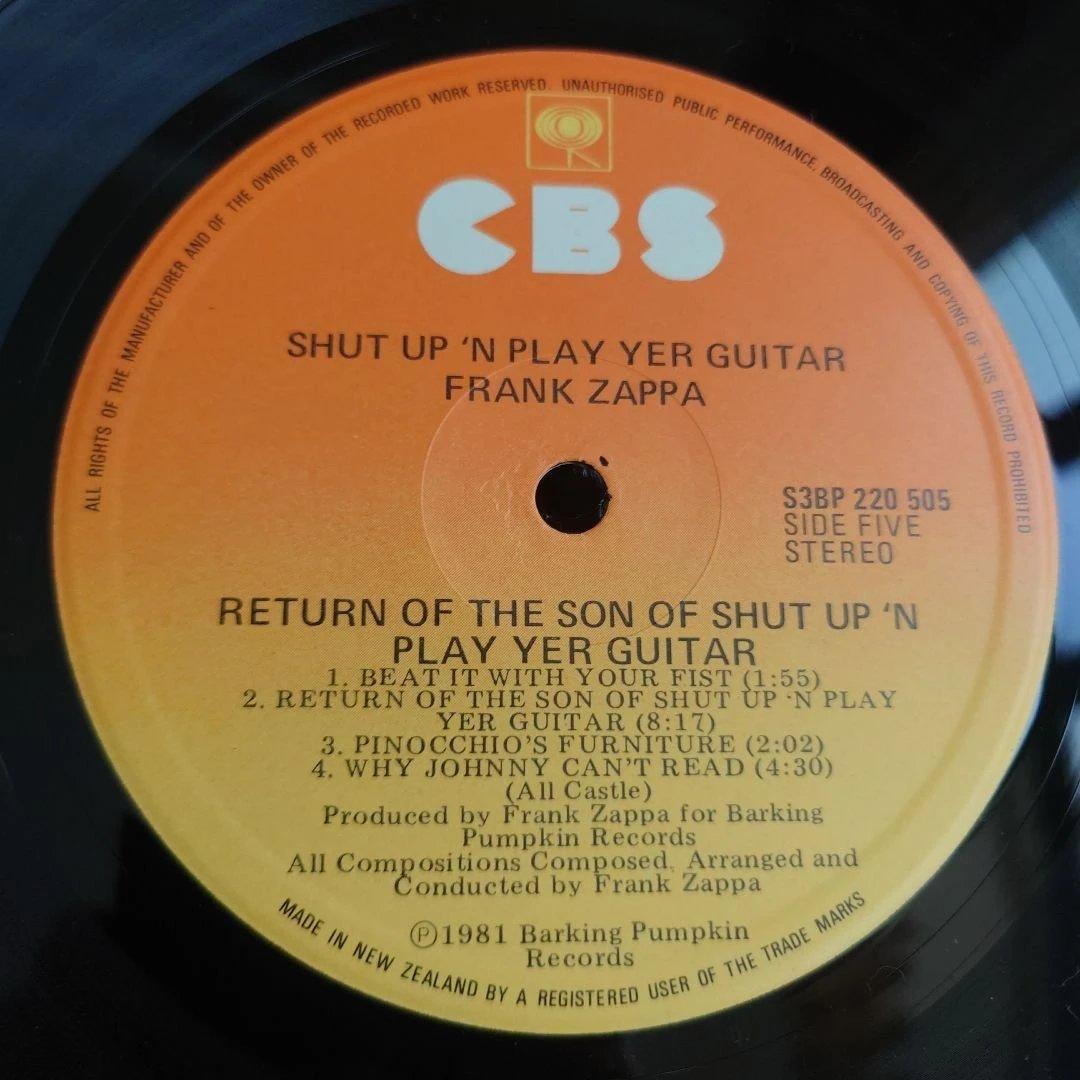 ALL RIGHTS OF THE MANUFACTURER AND OF THE OWNER OF THE RECORDED WORK RESERVED. UNAUTHORISED PUBLIC PERFORMANCE, BROADCASTING AND COPYING OF THIS RECORD PROHIBITED
CBS
SHUT UP 'N PLAY YER GUITAR
FRANK ZAPPA
S3BP 220 505
SIDE FIVE
STEREO
RETURN OF THE SON OF SHUT UP 'N
PLAY YER GUITAR
1. BEAT IT WITH YOUR FIST (1:55)
2. RETURN OF THE SON OF SHUT UP 'N PLAY
YER GUITAR (8:17)
3. PINOCCHIO'S FURNITURE (2:02)
4. WHY JOHNNY CAN'T READ (4:30)
(All Castle)
Produced by Frank Zappa for Barking
Pumpkin Records
All Compositions Composed, Arranged and
Conducted by Frank Zappa
Ⓟ1981 Barking Pumpkin
Records
MADE IN NEW ZEALAND BY A REGISTERED USER OF THE TRADE MARKS